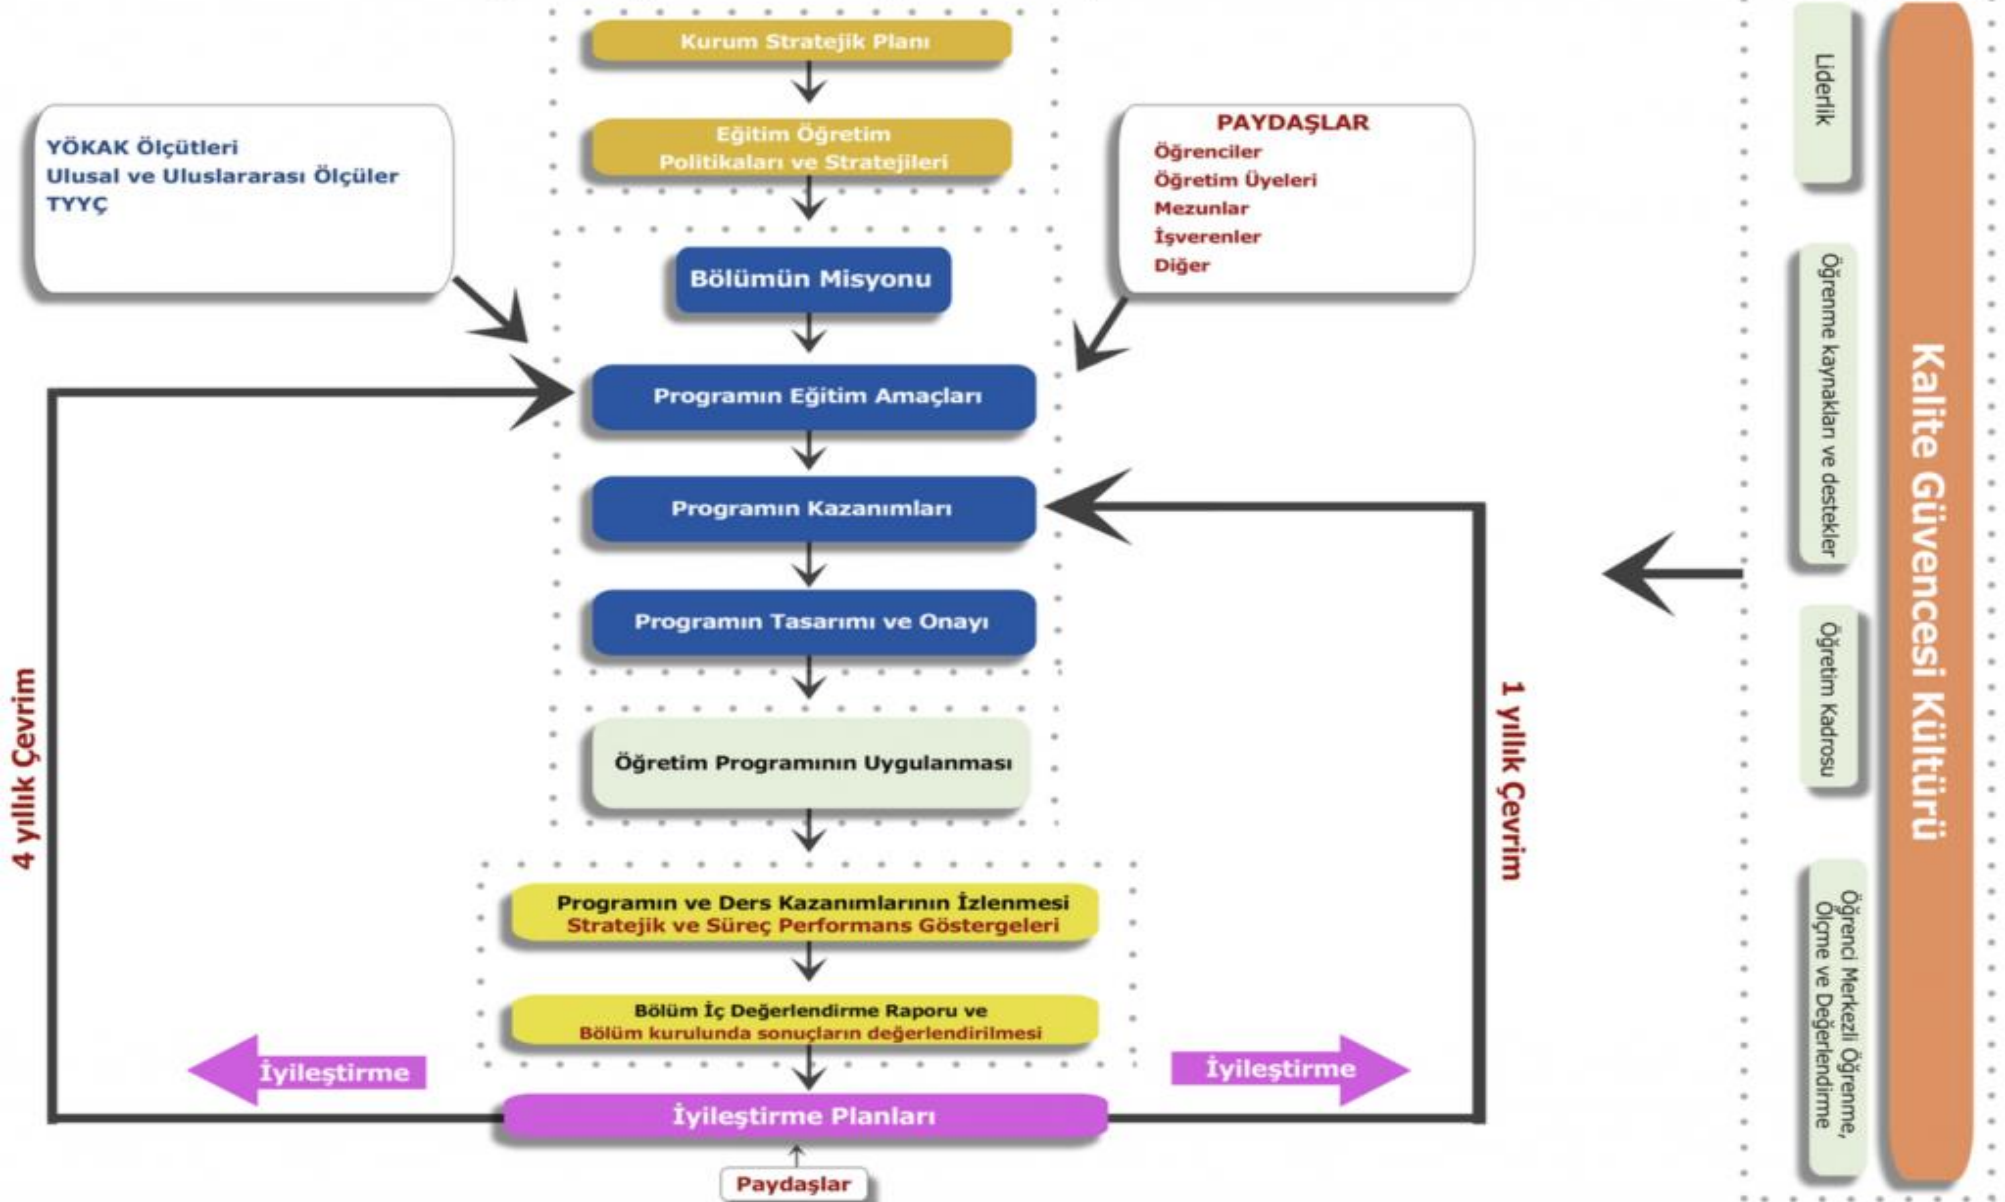 Kurum Stratejik Planı
Eğitim Öğretim
Politikaları ve Stratejileri
YÖKAK Ölçütleri
Ulusal ve Uluslararası Ölçüler
TYYÇ
PAYDAŞLAR
Öğrenciler
Öğretim Üyeleri
Mezunlar
İşverenler
Diğer
Bölümün Misyonu
Programın Eğitim Amaçları
Programın Kazanımları
Programın Tasarımı ve Onayı
Öğretim Programının Uygulanması
Programın ve Ders Kazanımlarının İzlenmesi
Stratejik ve Süreç Performans Göstergeleri
Bölüm İç Değerlendirme Raporu ve
Bölüm kurulunda sonuçların değerlendirilmesi
İyileştirme
İyileştirme
İyileştirme Planları
Paydaşlar
4 yıllık Çevrim
1 yıllık Çevrim
Liderlik
Öğrenme kaynakları ve destekler
Öğretim Kadrosu
Öğrenci Merkezli Öğrenme,
Ölçme ve Değerlendirme
Kalite Güvencesi Kültürü